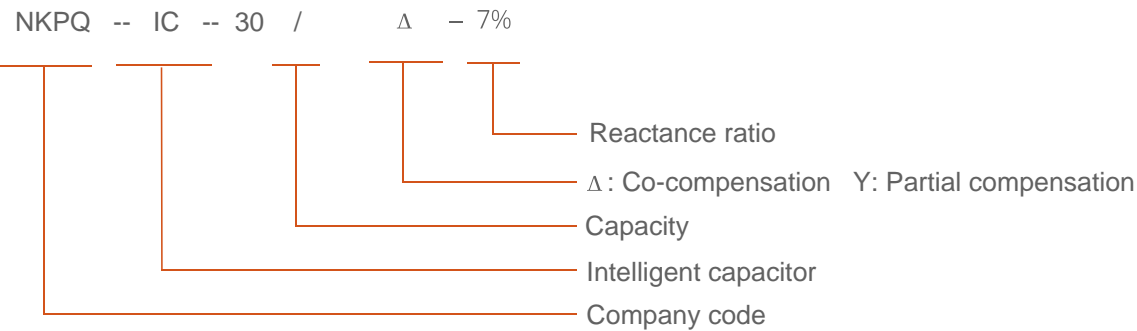 NKPQ -- IC -- 30 / Δ – 7%
Reactance ratio
Δ : Co-compensation Y: Partial compensation
Capacity
Intelligent capacitor
Company code